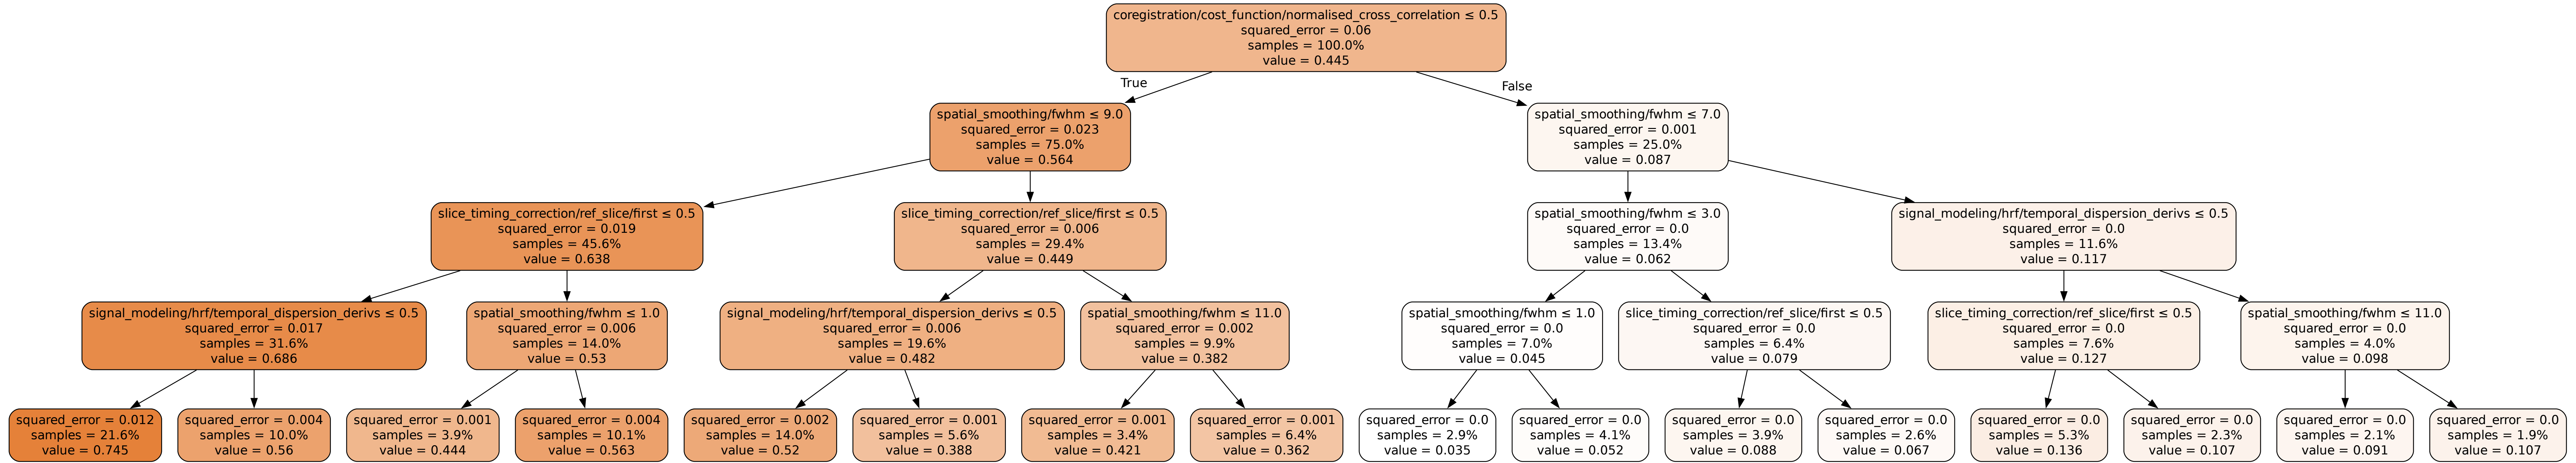 coregistration/cost_function/normalised_cross_correlation ≤ 0.5
squared_error = 0.06
samples = 100.0%
value = 0.445
True
False
spatial_smoothing/fwhm ≤ 9.0
squared_error = 0.023
samples = 75.0%
value = 0.564
spatial_smoothing/fwhm ≤ 7.0
squared_error = 0.001
samples = 25.0%
value = 0.087
slice_timing_correction/ref_slice/first ≤ 0.5
squared_error = 0.019
samples = 45.6%
value = 0.638
slice_timing_correction/ref_slice/first ≤ 0.5
squared_error = 0.006
samples = 29.4%
value = 0.449
spatial_smoothing/fwhm ≤ 3.0
squared_error = 0.0
samples = 13.4%
value = 0.062
signal_modeling/hrf/temporal_dispersion_derivs ≤ 0.5
squared_error = 0.0
samples = 11.6%
value = 0.117
signal_modeling/hrf/temporal_dispersion_derivs ≤ 0.5
squared_error = 0.017
samples = 31.6%
value = 0.686
spatial_smoothing/fwhm ≤ 1.0
squared_error = 0.006
samples = 14.0%
value = 0.53
signal_modeling/hrf/temporal_dispersion_derivs ≤ 0.5
squared_error = 0.006
samples = 19.6%
value = 0.482
spatial_smoothing/fwhm ≤ 11.0
squared_error = 0.002
samples = 9.9%
value = 0.382
spatial_smoothing/fwhm ≤ 1.0
squared_error = 0.0
samples = 7.0%
value = 0.045
slice_timing_correction/ref_slice/first ≤ 0.5
squared_error = 0.0
samples = 6.4%
value = 0.079
slice_timing_correction/ref_slice/first ≤ 0.5
squared_error = 0.0
samples = 7.6%
value = 0.127
spatial_smoothing/fwhm ≤ 11.0
squared_error = 0.0
samples = 4.0%
value = 0.098
squared_error = 0.012
samples = 21.6%
value = 0.745
squared_error = 0.004
samples = 10.0%
value = 0.56
squared_error = 0.001
samples = 3.9%
value = 0.444
squared_error = 0.004
samples = 10.1%
value = 0.563
squared_error = 0.002
samples = 14.0%
value = 0.52
squared_error = 0.001
samples = 5.6%
value = 0.388
squared_error = 0.001
samples = 3.4%
value = 0.421
squared_error = 0.001
samples = 6.4%
value = 0.362
squared_error = 0.0
samples = 2.9%
value = 0.035
squared_error = 0.0
samples = 4.1%
value = 0.052
squared_error = 0.0
samples = 3.9%
value = 0.088
squared_error = 0.0
samples = 2.6%
value = 0.067
squared_error = 0.0
samples = 5.3%
value = 0.136
squared_error = 0.0
samples = 2.3%
value = 0.107
squared_error = 0.0
samples = 2.1%
value = 0.091
squared_error = 0.0
samples = 1.9%
value = 0.107